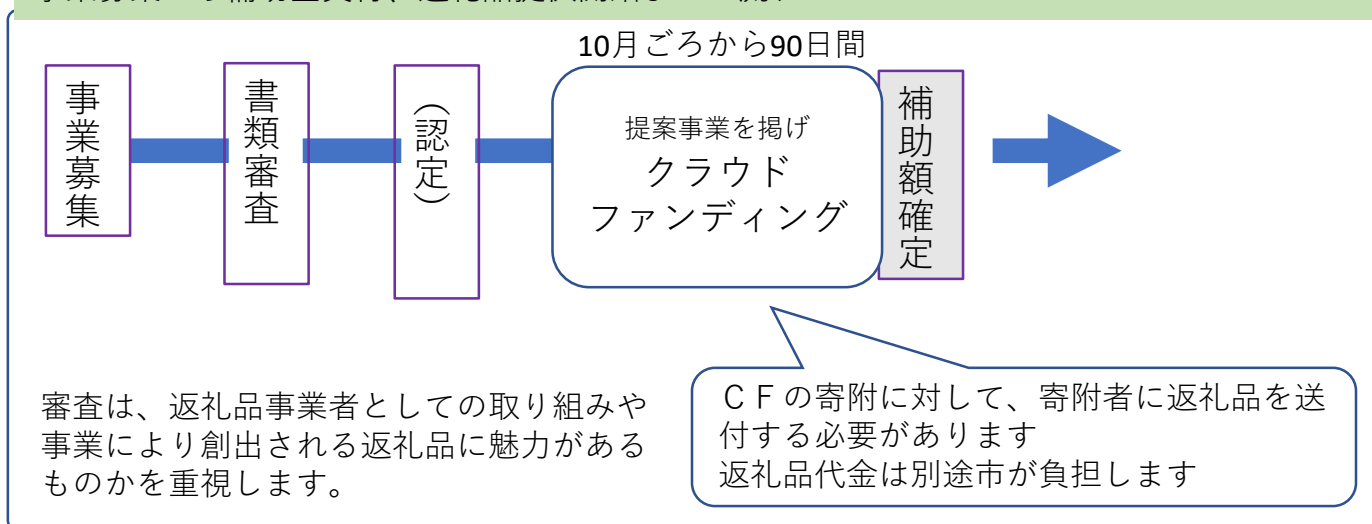 10月ごろから90日間
事業募集
書類審査
（認定）
提案事業を掲げ
クラウド
ファンディング
補助額確定
審査は、返礼品事業者としての取り組みや
事業により創出される返礼品に魅力がある
ものかを重視します。
ＣＦの寄附に対して、寄附者に返礼品を送
付する必要があります
返礼品代金は別途市が負担します